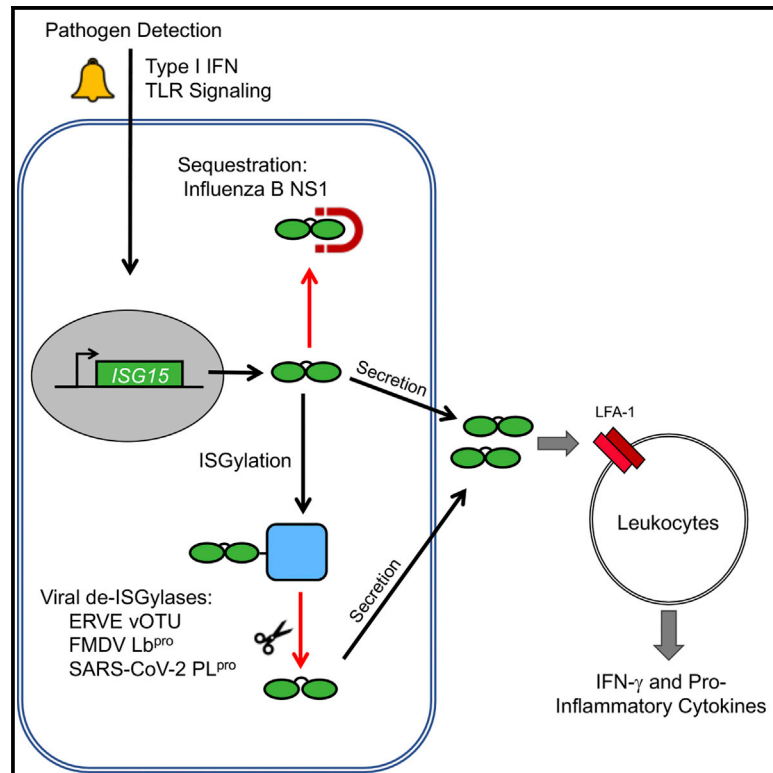 Pathogen Detection
Type I IFN
TLR Signaling
Sequestration:
Influenza B NS1
ISG15
Secretion
ISGylation
LFA-1
Leukocytes
Secretion
Viral de-ISGylases:
ERVE vOTU
FMDV Lbᵖʳᵒ
SARS-CoV-2 PLᵖʳᵒ
IFN-γ and Pro-
Inflammatory Cytokines